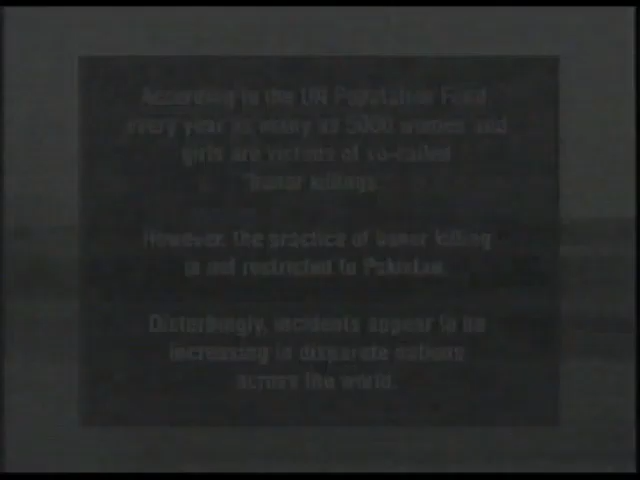 According to the UN Population Fund
every year as many as 5000 women and
girls are victims of so-called
"honor killings"
However, the practice of honor killing
is not restricted to Pakistan.
Disturbingly, incidents appear to be
increasing in disparate nations
across the world.